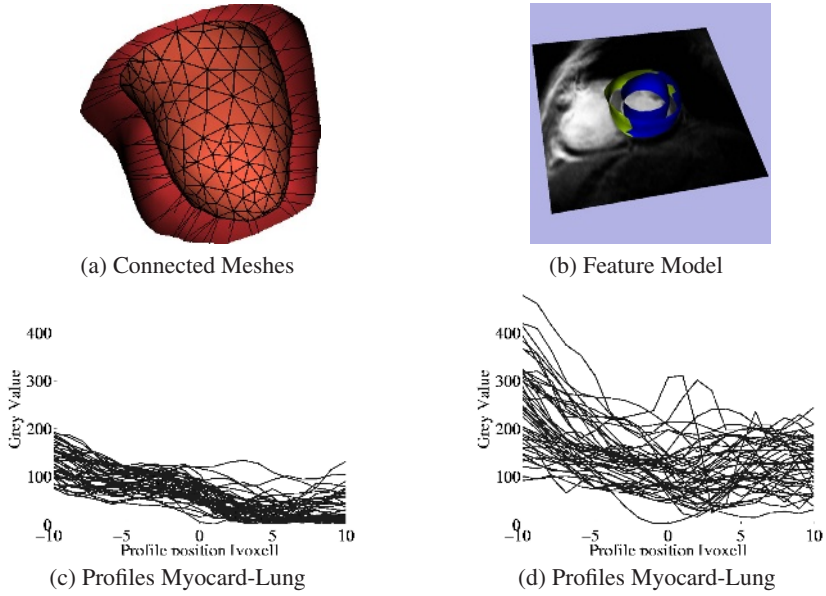 (a) Connected Meshes
(b) Feature Model
400
300
200
100
0
Grey Value
−10
−5
0
5
10
Profile position [voxel]
(c) Profiles Myocard-Lung
400
300
200
100
0
Grey Value
−10
−5
0
5
10
Profile position [voxel]
(d) Profiles Myocard-Lung